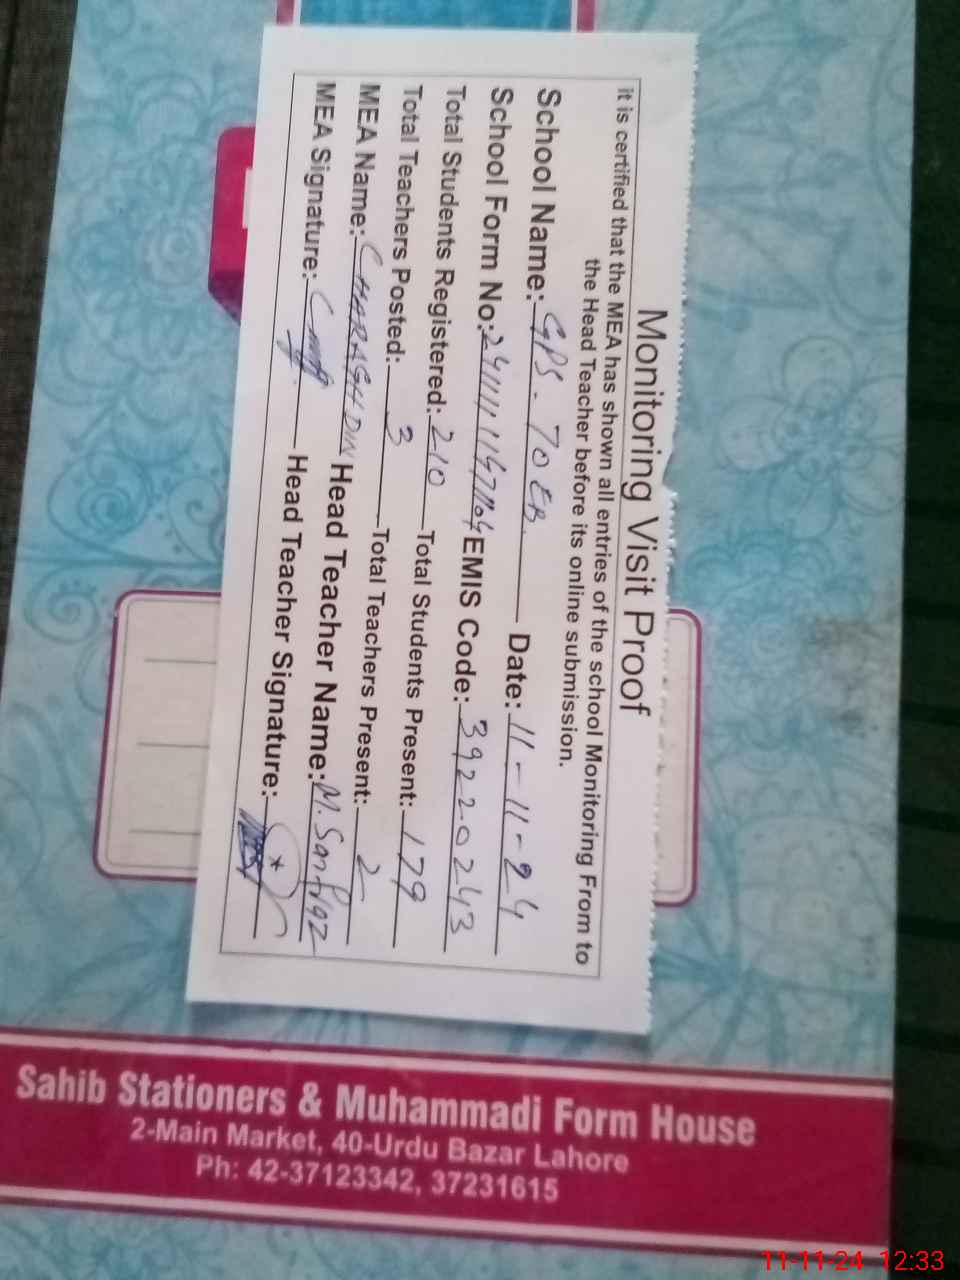 Monitoring Visit Proof
it is certified that the MEA has shown all entries of the school Monitoring From to
the Head Teacher before its online submission.
School Name: GPS. 70 EB. Date: 11-11-24
School Form No: EMIS Code: 39220243
Total Students Registered: 210 Total Students Present: 179
Total Teachers Posted: 3 Total Teachers Present: 2
MEA Name: CHARAGH DIN Head Teacher Name: M.
MEA Signature: Head Teacher Signature:
Sahib Stationers & Muhammadi Form House
2-Main Market, 40-Urdu Bazar Lahore
Ph: 42-37123342, 37231615
11-11-24 12:33